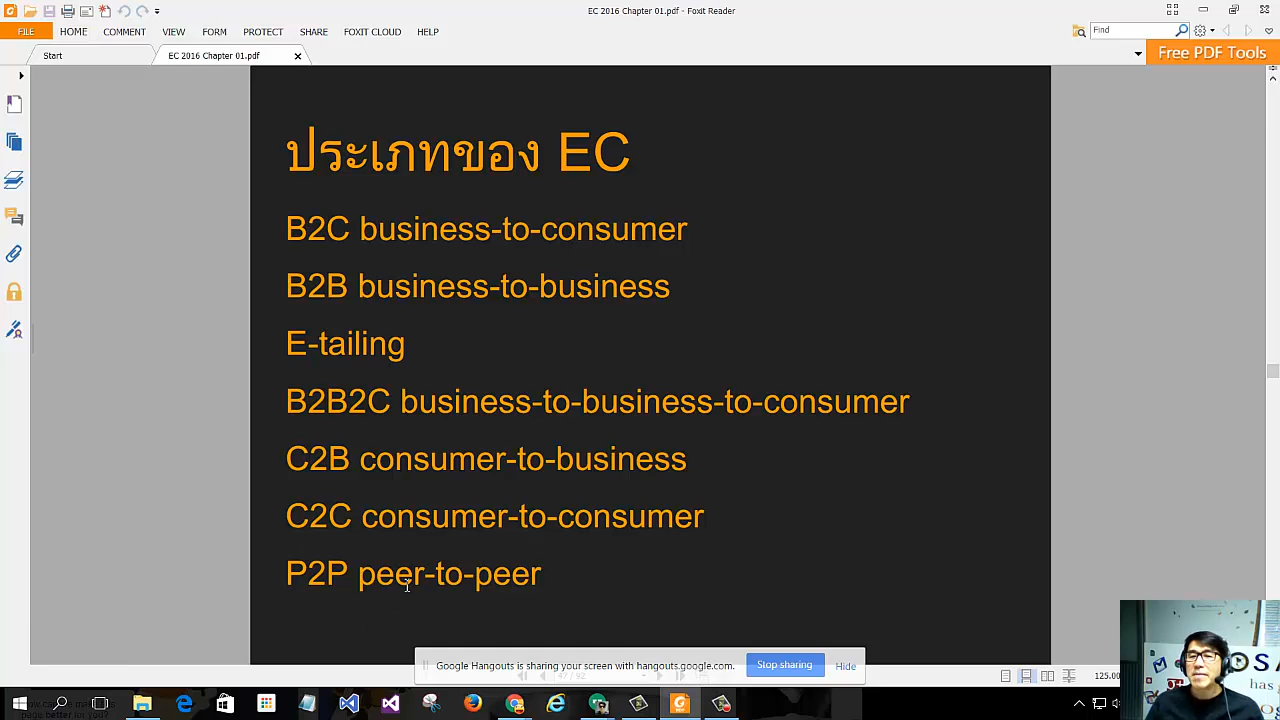 EC 2016 Chapter 01.pdf - Foxit Reader
FILE HOME COMMENT VIEW FORM PROTECT SHARE FOXIT CLOUD HELP
Find
Start EC 2016 Chapter 01.pdf
Free PDF Tools
ประเภทของ EC
B2C business-to-consumer
B2B business-to-business
E-tailing
B2B2C business-to-business-to-consumer
C2B consumer-to-business
C2C consumer-to-consumer
P2P peer-to-peer
Google Hangouts is sharing your screen with hangouts.google.com.
Stop sharing
Hide
47 / 92
125.00